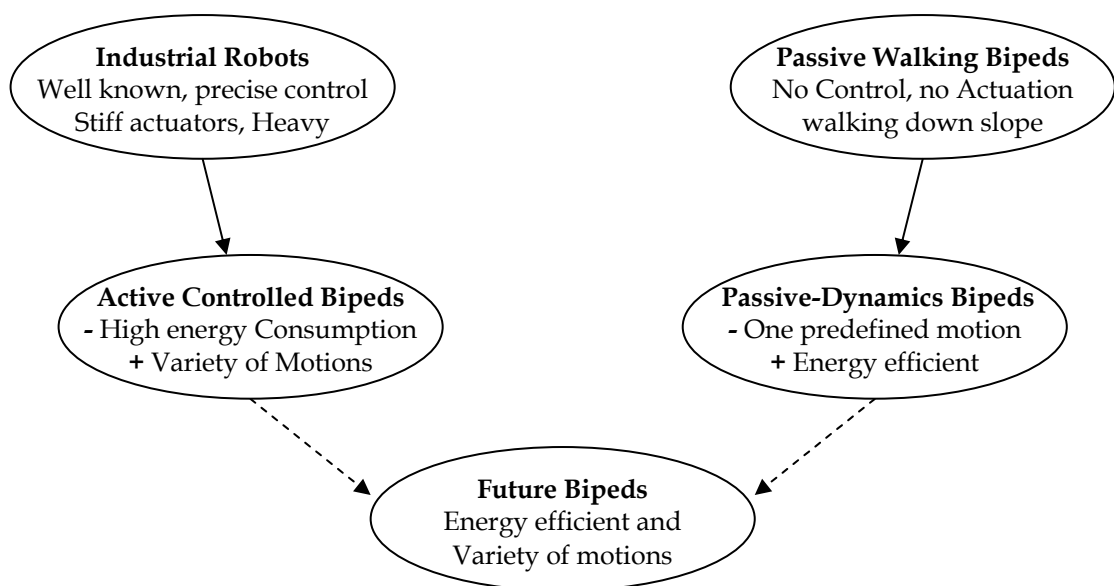 Industrial Robots
Well known, precise control
Stiff actuators, Heavy
Passive Walking Bipeds
No Control, no Actuation
walking down slope
Active Controlled Bipeds
- High energy Consumption
+ Variety of Motions
Passive-Dynamics Bipeds
- One predefined motion
+ Energy efficient
Future Bipeds
Energy efficient and
Variety of motions